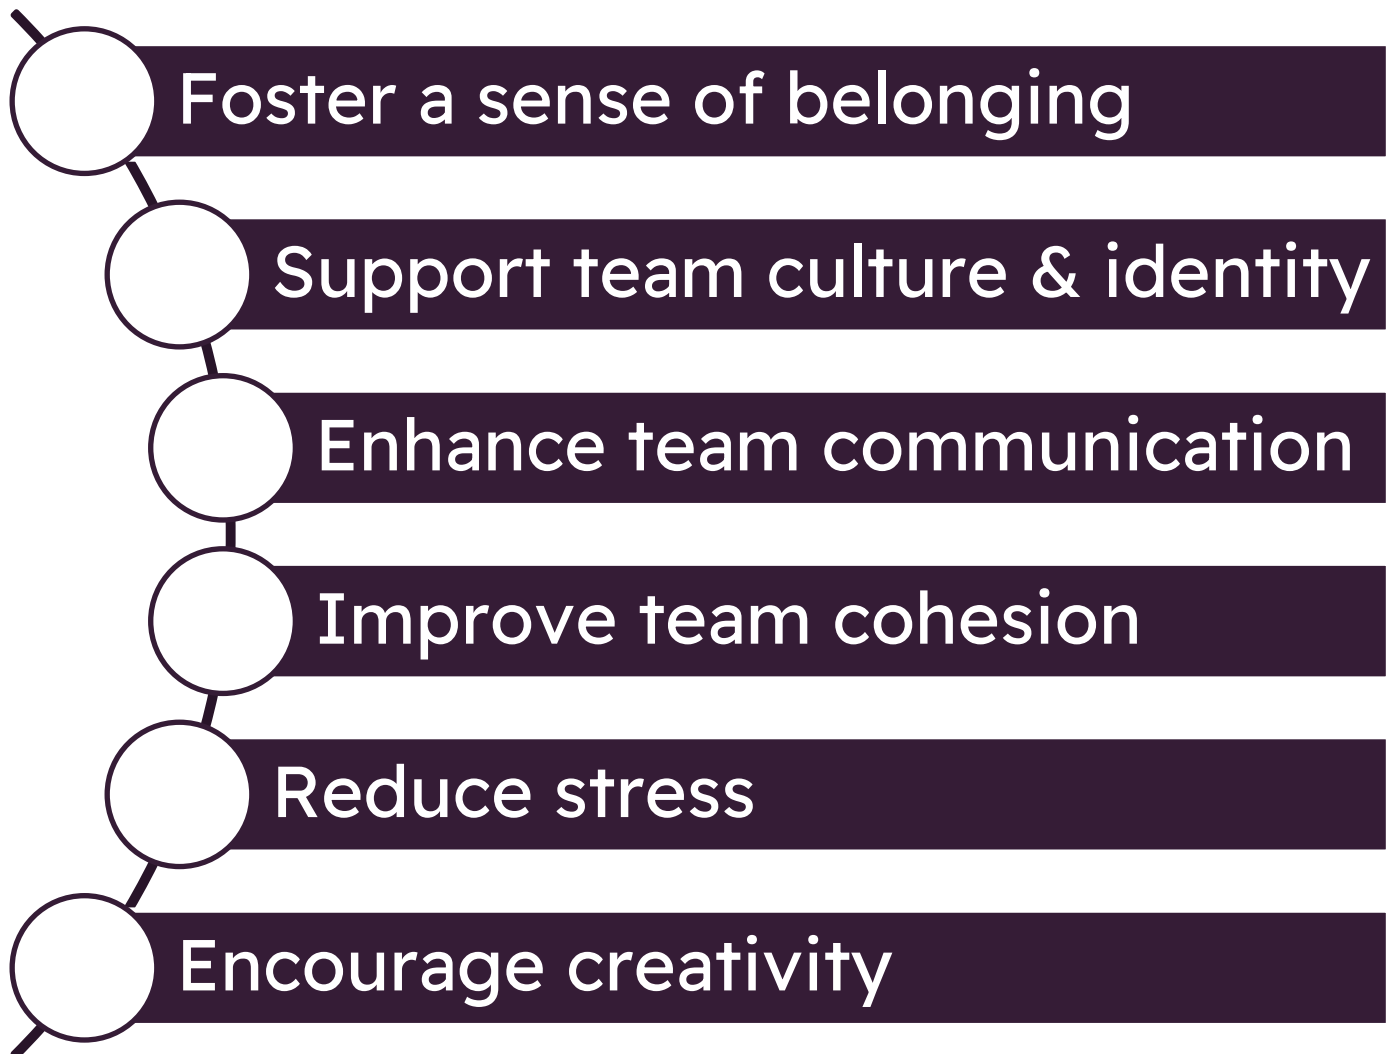 Foster a sense of belonging
Support team culture & identity
Enhance team communication
Improve team cohesion
Reduce stress
Encourage creativity